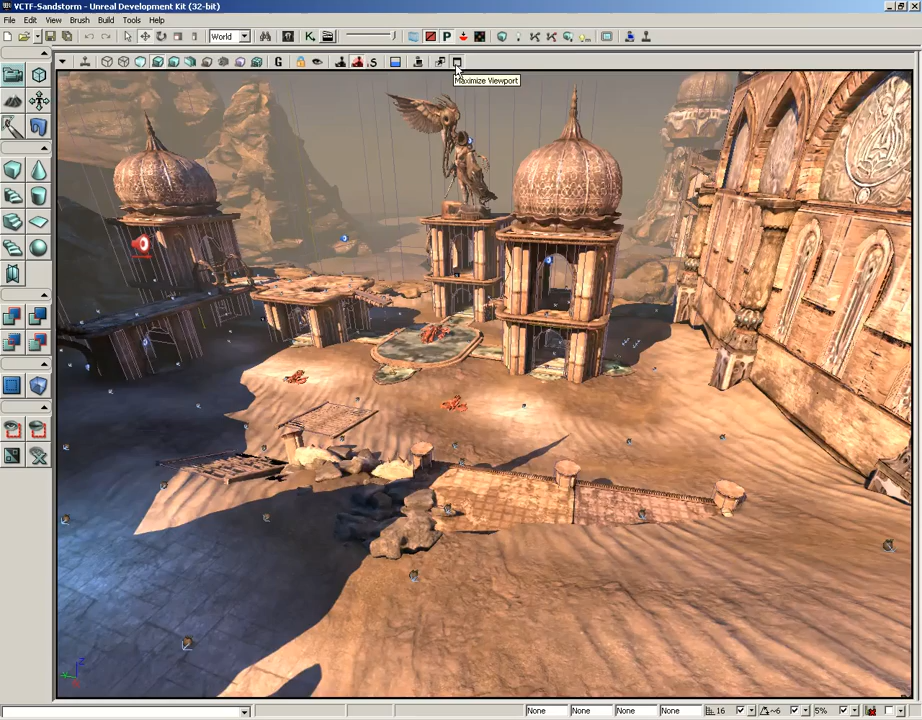 VCTF-Sandstorm - Unreal Development Kit (32-bit)
File Edit View Brush Build Tools Help
World K P
G S
Maximize Viewport
Z
None None None None 16 ~6 5%